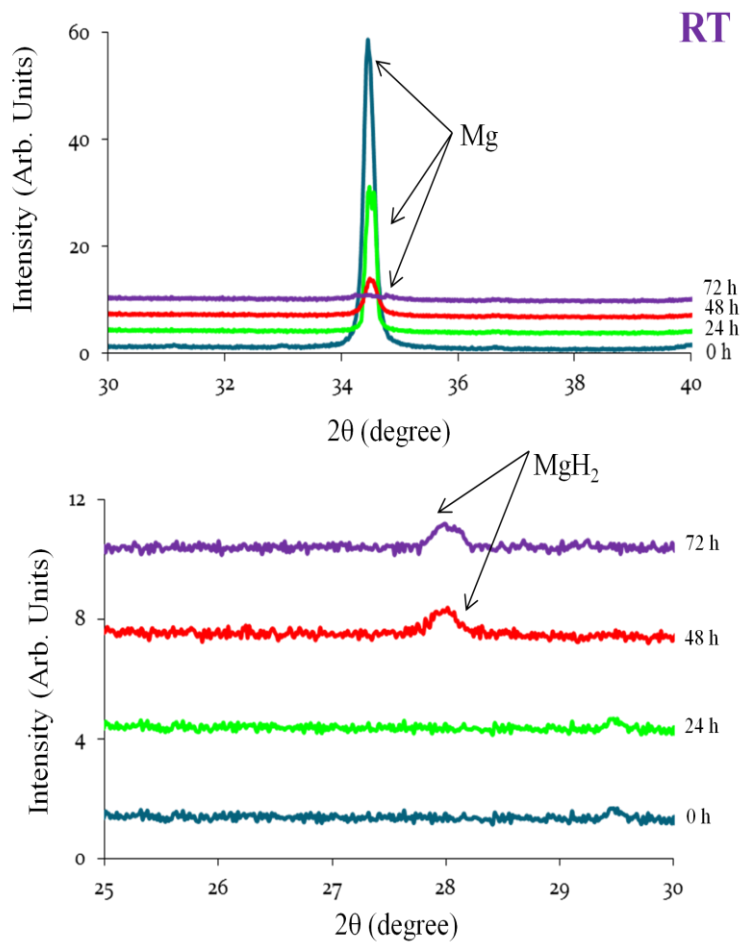 RT
60
40
20
0
Intensity (Arb. Units)
Mg
72 h
48 h
24 h
0 h
30 32 34 36 38 40
2θ (degree)
MgH₂
12
8
4
0
Intensity (Arb. Units)
72 h
48 h
24 h
0 h
25 26 27 28 29 30
2θ (degree)